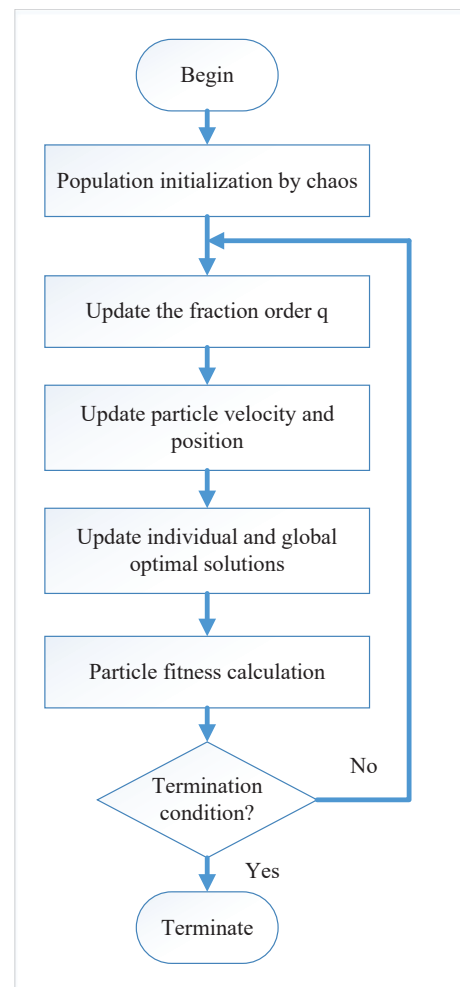 Begin
Population initialization by chaos
Update the fraction order q
Update particle velocity and
position
Update individual and global
optimal solutions
Particle fitness calculation
Termination
condition?
No
Yes
Terminate